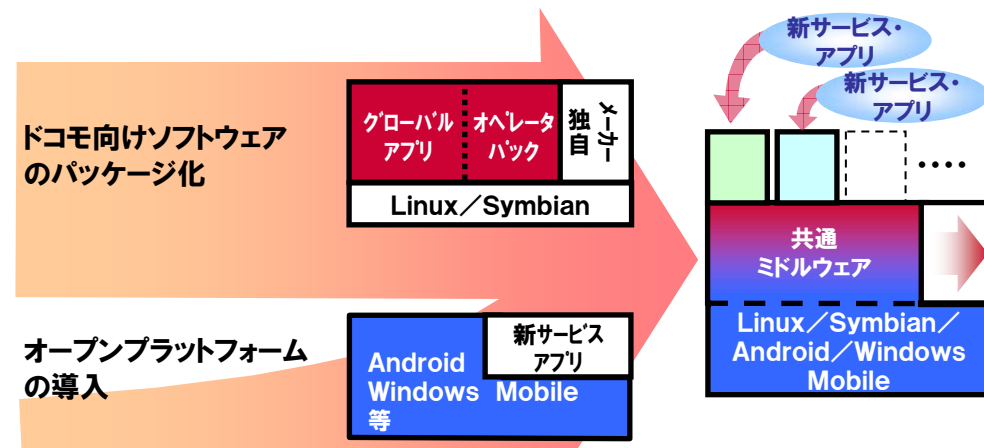 ドコモ向けソフトウェア
のパッケージ化
グローバル
アプリ
オペレータ
パック
メーカー
独自
Linux／Symbian
オープンプラットフォーム
の導入
新サービス
アプリ
Android
Windows Mobile
等
新サービス・
アプリ
新サービス・
アプリ
････
共通
ミドルウェア
Linux／Symbian／
Android／Windows
Mobile